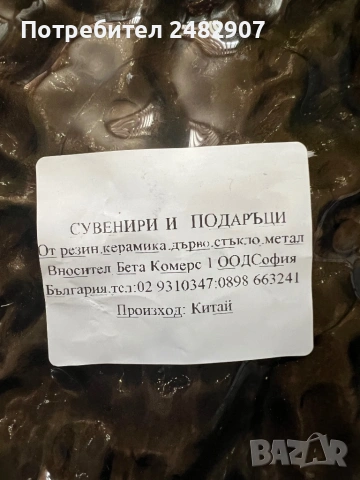 Потребител 2482907
СУВЕНИРИ И ПОДАРЪЦИ
От резин,керамика,дърво,стъкло,метал
Вносител Бета Комерс 1 ООДСофия
България,тел:02 9310347:0898 663241
Произход: Китай
BAZAR